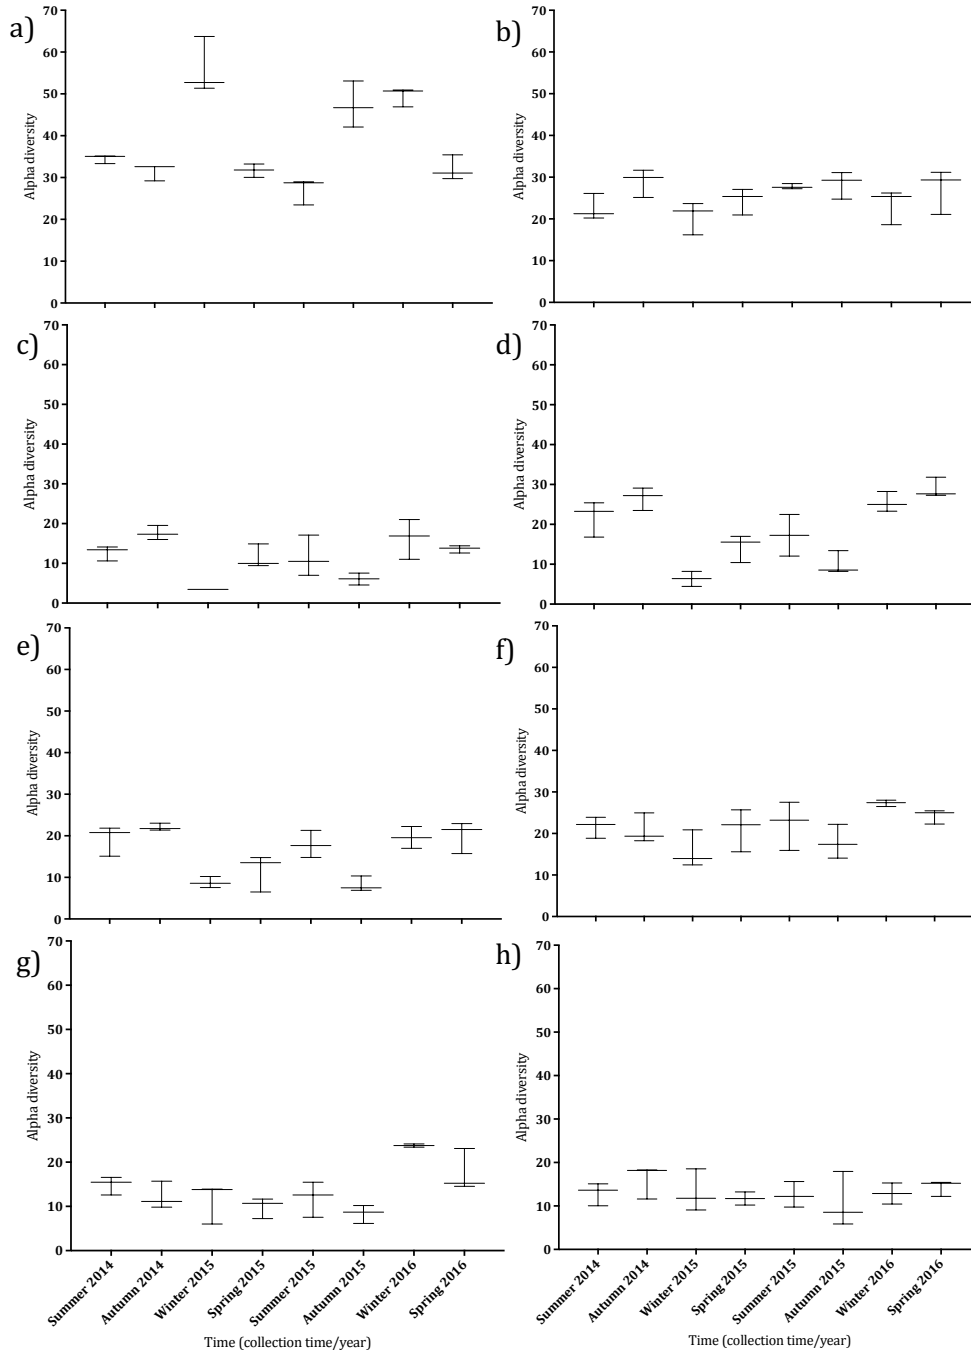 a)
Alpha diversity
70
60
50
40
30
20
10
0
b)
Alpha diversity
70
60
50
40
30
20
10
0
c)
Alpha diversity
70
60
50
40
30
20
10
0
d)
Alpha diversity
70
60
50
40
30
20
10
0
e)
Alpha diversity
70
60
50
40
30
20
10
0
f)
Alpha diversity
70
60
50
40
30
20
10
0
g)
Alpha diversity
70
60
50
40
30
20
10
0
Summer 2014
Autumn 2014
Winter 2015
Spring 2015
Summer 2015
Autumn 2015
Winter 2016
Spring 2016
Time (collection time/year)
h)
Alpha diversity
70
60
50
40
30
20
10
0
Summer 2014
Autumn 2014
Winter 2015
Spring 2015
Summer 2015
Autumn 2015
Winter 2016
Spring 2016
Time (collection time/year)